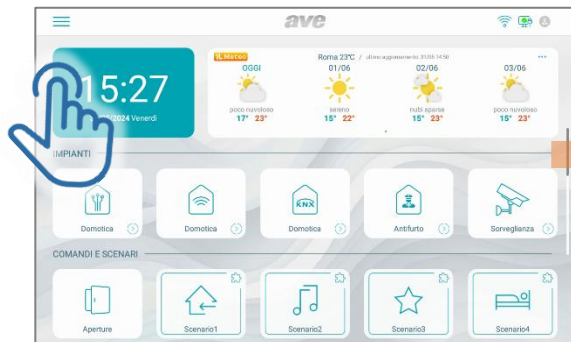 ave
15:27
/2024 Venerdì
IL Meteo
Roma 23°C / ultimo aggiornamento 31/05 14:50
OGGI 01/06 02/06 03/06
poco nuvoloso sereno nubi sparse poco nuvoloso
17° 23° 15° 22° 15° 23° 15° 23°
IMPIANTI
KNX
Domotica Domotica Domotica Antifurto Sorveglianza
COMANDI E SCENARI
Aperture Scenario1 Scenario2 Scenario3 Scenario4